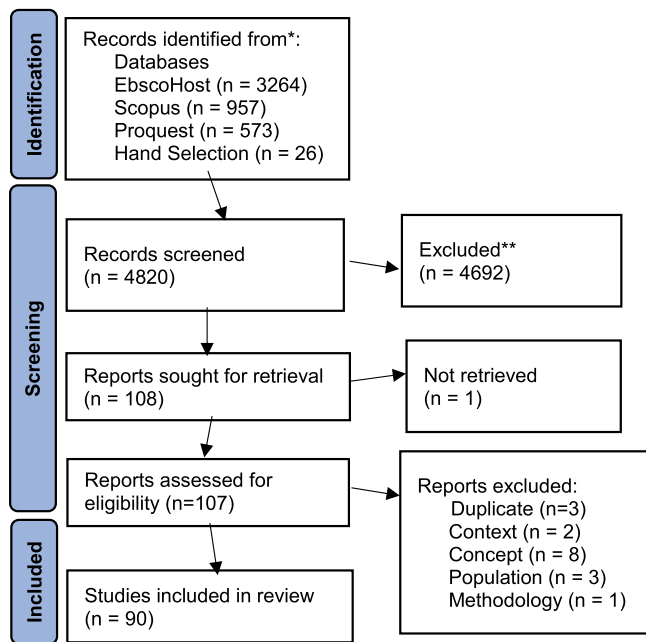 Identification
Records identified from*:
Databases
EbscoHost (n = 3264)
Scopus (n = 957)
Proquest (n = 573)
Hand Selection (n = 26)
Screening
Records screened
(n = 4820)
Excluded**
(n = 4692)
Reports sought for retrieval
(n = 108)
Not retrieved
(n = 1)
Reports assessed for
eligibility (n=107)
Reports excluded:
Duplicate (n=3)
Context (n = 2)
Concept (n = 8)
Population (n = 3)
Methodology (n = 1)
Included
Studies included in review
(n = 90)